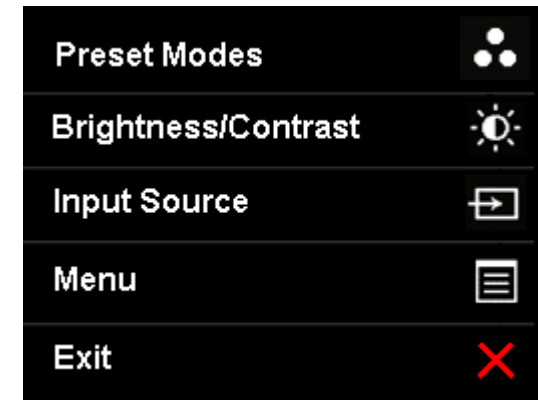 Preset Modes
Brightness/Contrast
Input Source
Menu
Exit